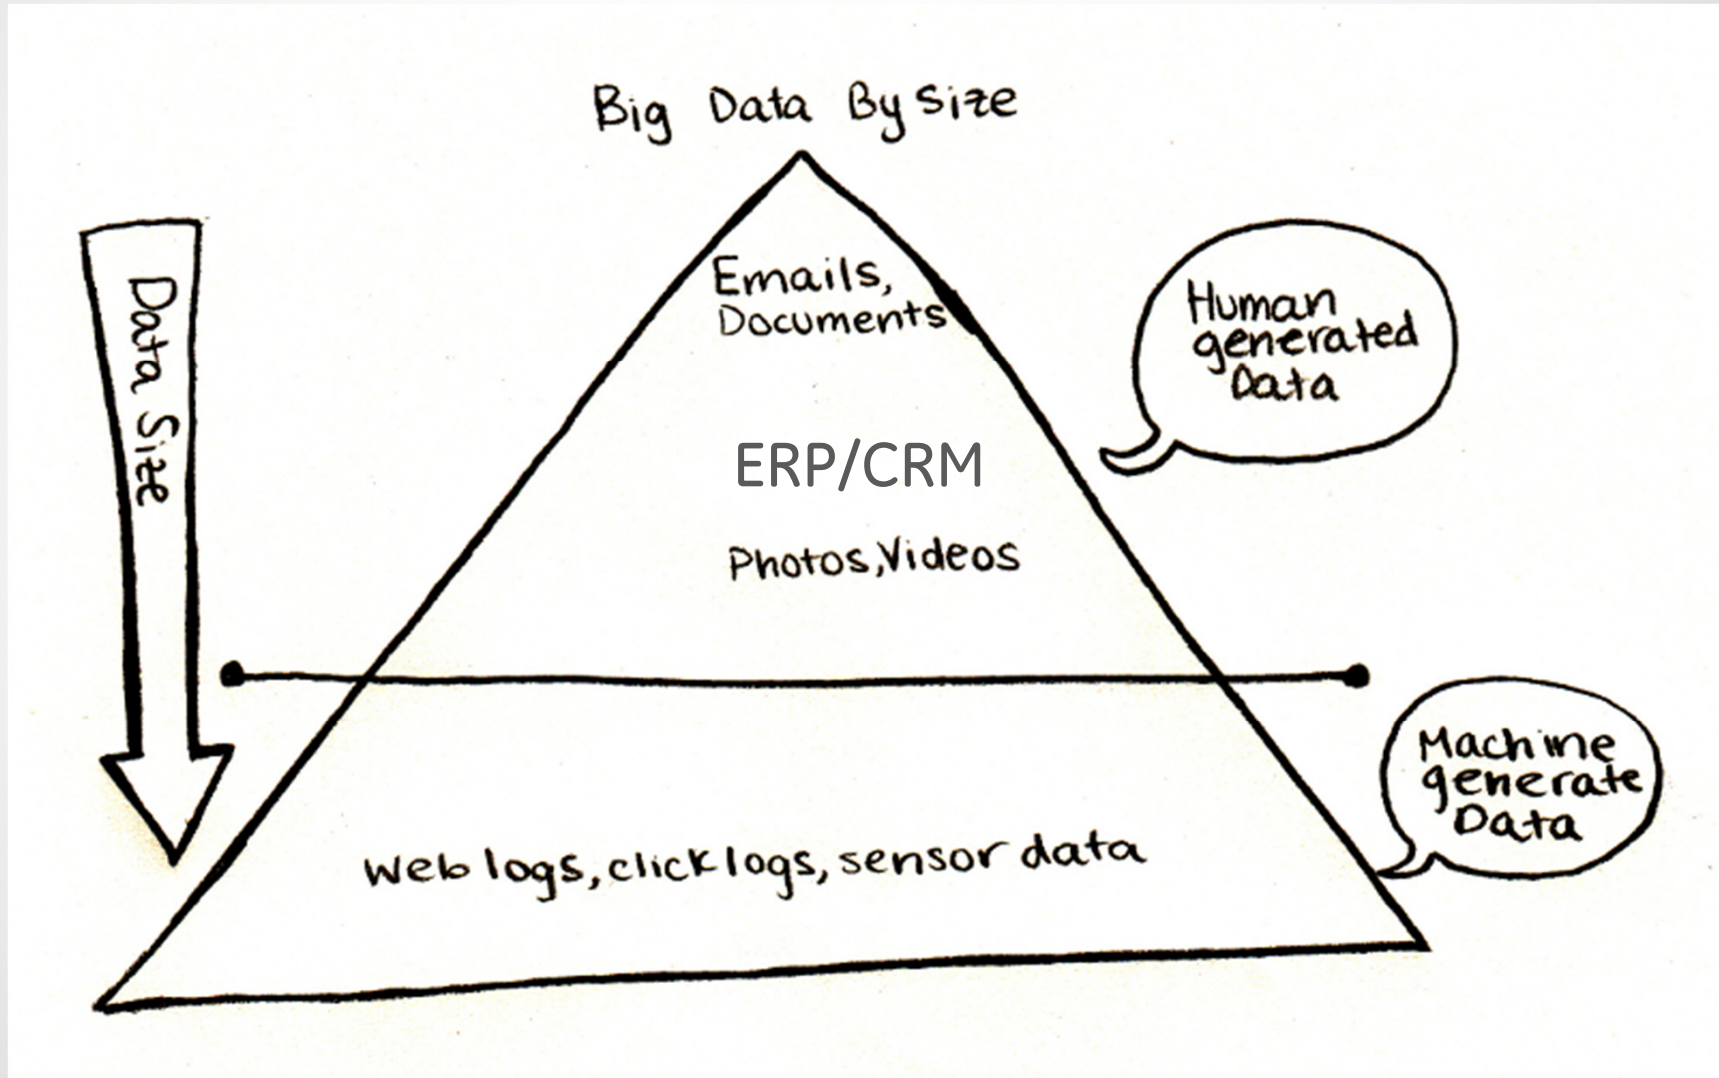 Big Data By Size
Data Size
Emails,
Documents
ERP/CRM
Photos,Videos
Human
generated
Data
Web logs, click logs, sensor data
Machine
generate
Data